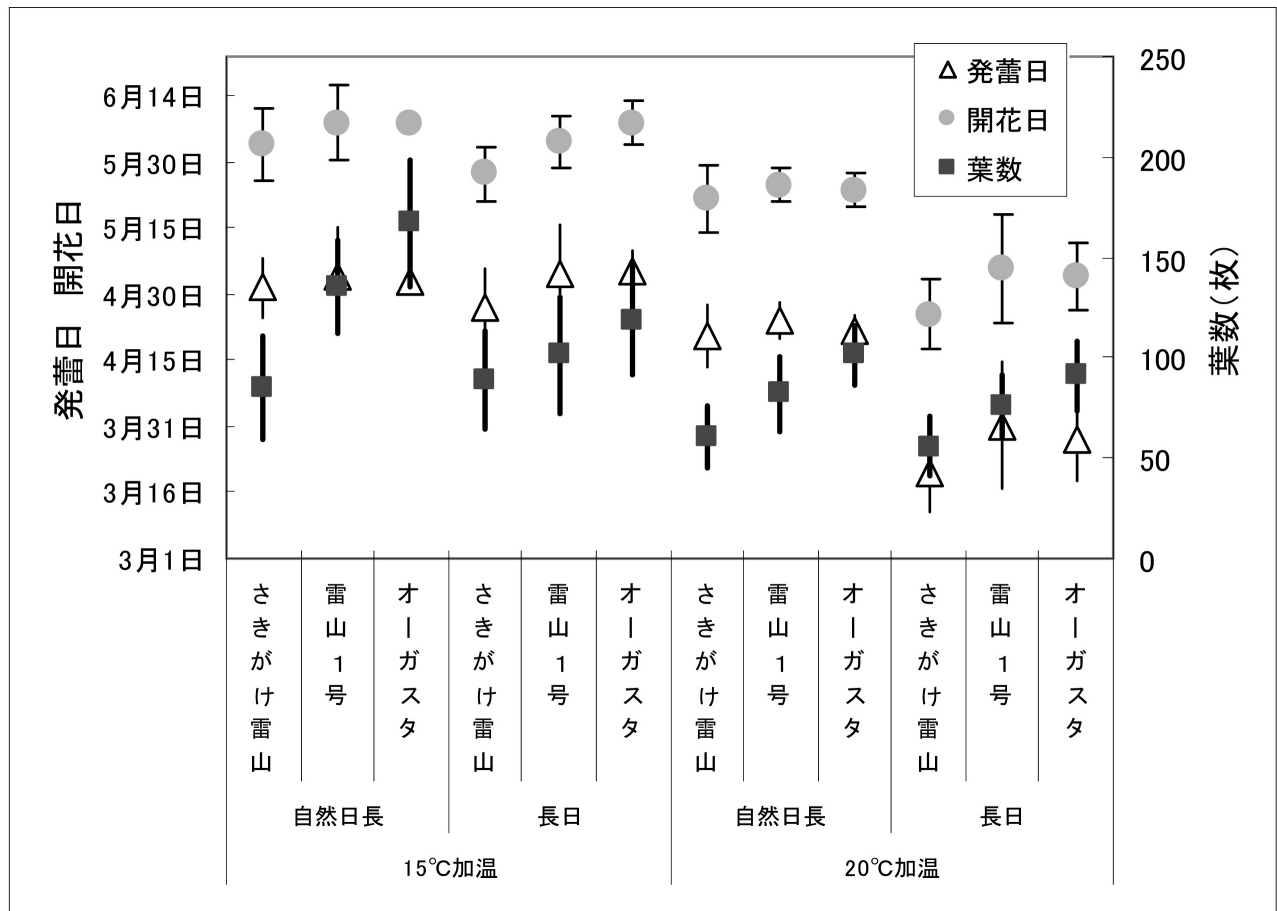 発蕾日
開花日
葉数
発蕾日 開花日
6月14日
5月30日
5月15日
4月30日
4月15日
3月31日
3月16日
3月1日
250
200
150
100
50
0
葉数(枚)
さきがけ雷山
雷山1号
オーガスタ
さきがけ雷山
雷山1号
オーガスタ
さきがけ雷山
雷山1号
オーガスタ
さきがけ雷山
雷山1号
オーガスタ
自然日長
長日
自然日長
長日
15℃加温
20℃加温